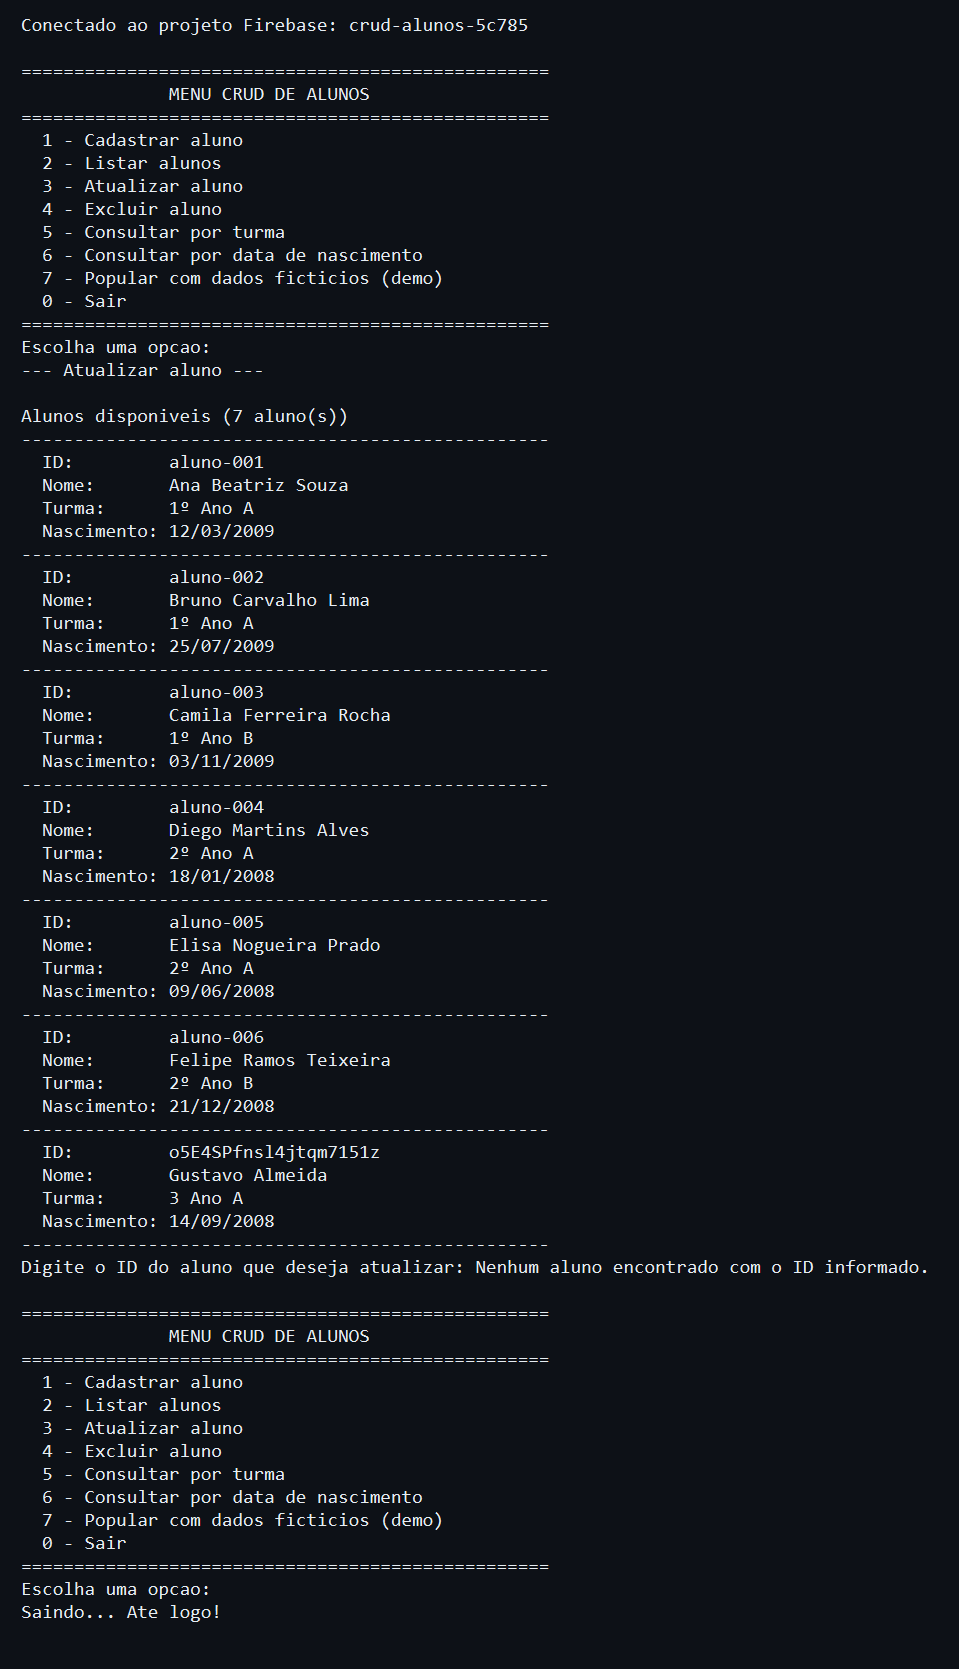 Conectado ao projeto Firebase: crud-alunos-5c785
==================================================
MENU CRUD DE ALUNOS
==================================================
1 - Cadastrar aluno
2 - Listar alunos
3 - Atualizar aluno
4 - Excluir aluno
5 - Consultar por turma
6 - Consultar por data de nascimento
7 - Popular com dados ficticios (demo)
0 - Sair
==================================================
Escolha uma opcao:
--- Atualizar aluno ---
Alunos disponiveis (7 aluno(s))
--------------------------------------------------
ID: aluno-001
Nome: Ana Beatriz Souza
Turma: 1º Ano A
Nascimento: 12/03/2009
--------------------------------------------------
ID: aluno-002
Nome: Bruno Carvalho Lima
Turma: 1º Ano A
Nascimento: 25/07/2009
--------------------------------------------------
ID: aluno-003
Nome: Camila Ferreira Rocha
Turma: 1º Ano B
Nascimento: 03/11/2009
--------------------------------------------------
ID: aluno-004
Nome: Diego Martins Alves
Turma: 2º Ano A
Nascimento: 18/01/2008
--------------------------------------------------
ID: aluno-005
Nome: Elisa Nogueira Prado
Turma: 2º Ano A
Nascimento: 09/06/2008
--------------------------------------------------
ID: aluno-006
Nome: Felipe Ramos Teixeira
Turma: 2º Ano B
Nascimento: 21/12/2008
--------------------------------------------------
ID: o5E4SPfnsl4jtqm7151z
Nome: Gustavo Almeida
Turma: 3 Ano A
Nascimento: 14/09/2008
--------------------------------------------------
Digite o ID do aluno que deseja atualizar: Nenhum aluno encontrado com o ID informado.
==================================================
MENU CRUD DE ALUNOS
==================================================
1 - Cadastrar aluno
2 - Listar alunos
3 - Atualizar aluno
4 - Excluir aluno
5 - Consultar por turma
6 - Consultar por data de nascimento
7 - Popular com dados ficticios (demo)
0 - Sair
==================================================
Escolha uma opcao:
Saindo... Ate logo!